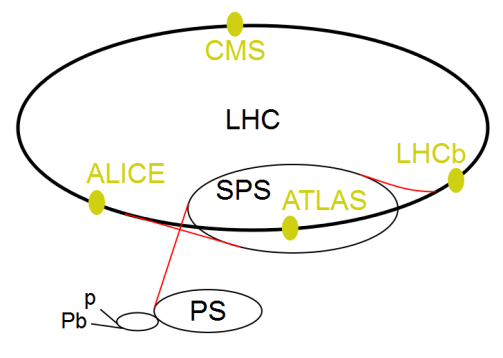 CMS
LHC
LHCb
ALICE
SPS
ATLAS
p
Pb
PS